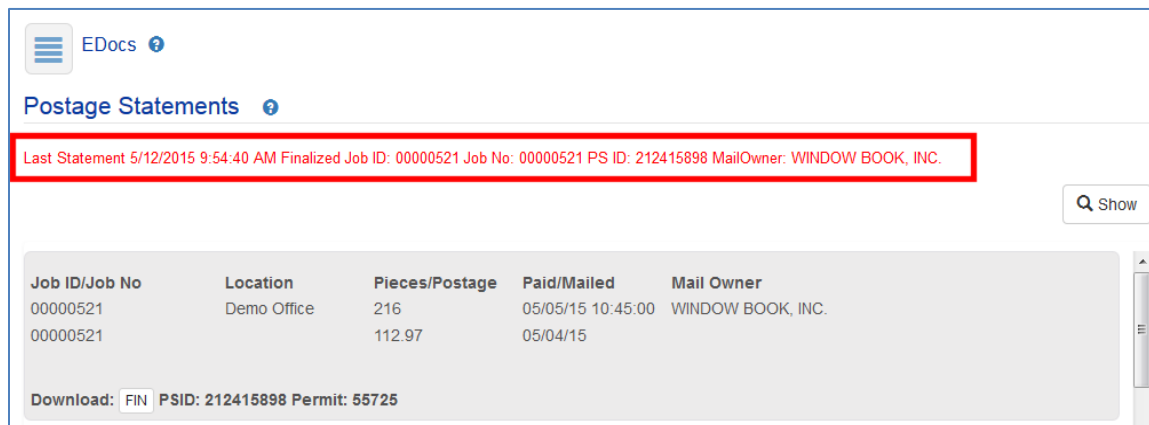 EDocs ?
Postage Statements ?
Last Statement 5/12/2015 9:54:40 AM Finalized Job ID: 00000521 Job No: 00000521 PS ID: 212415898 MailOwner: WINDOW BOOK, INC.
Show
Job ID/Job No Location Pieces/Postage Paid/Mailed Mail Owner
00000521 Demo Office 216 05/05/15 10:45:00 WINDOW BOOK, INC.
00000521 112.97 05/04/15
Download: FIN PSID: 212415898 Permit: 55725